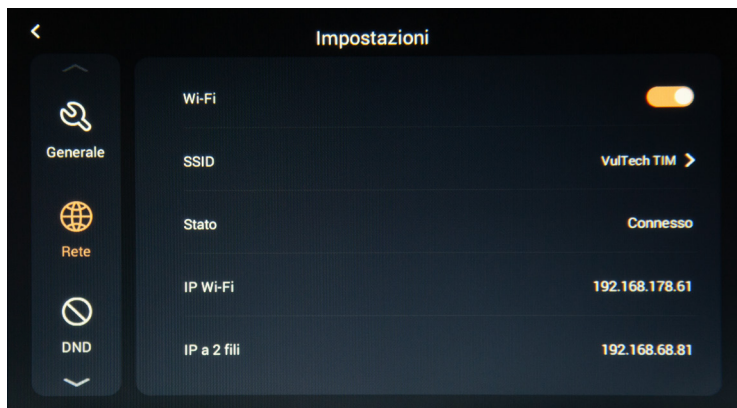 Impostazioni
Generale
Rete
DND
Wi-Fi
SSID VulTech TIM
Stato Connesso
IP Wi-Fi 192.168.178.61
IP a 2 fili 192.168.68.81